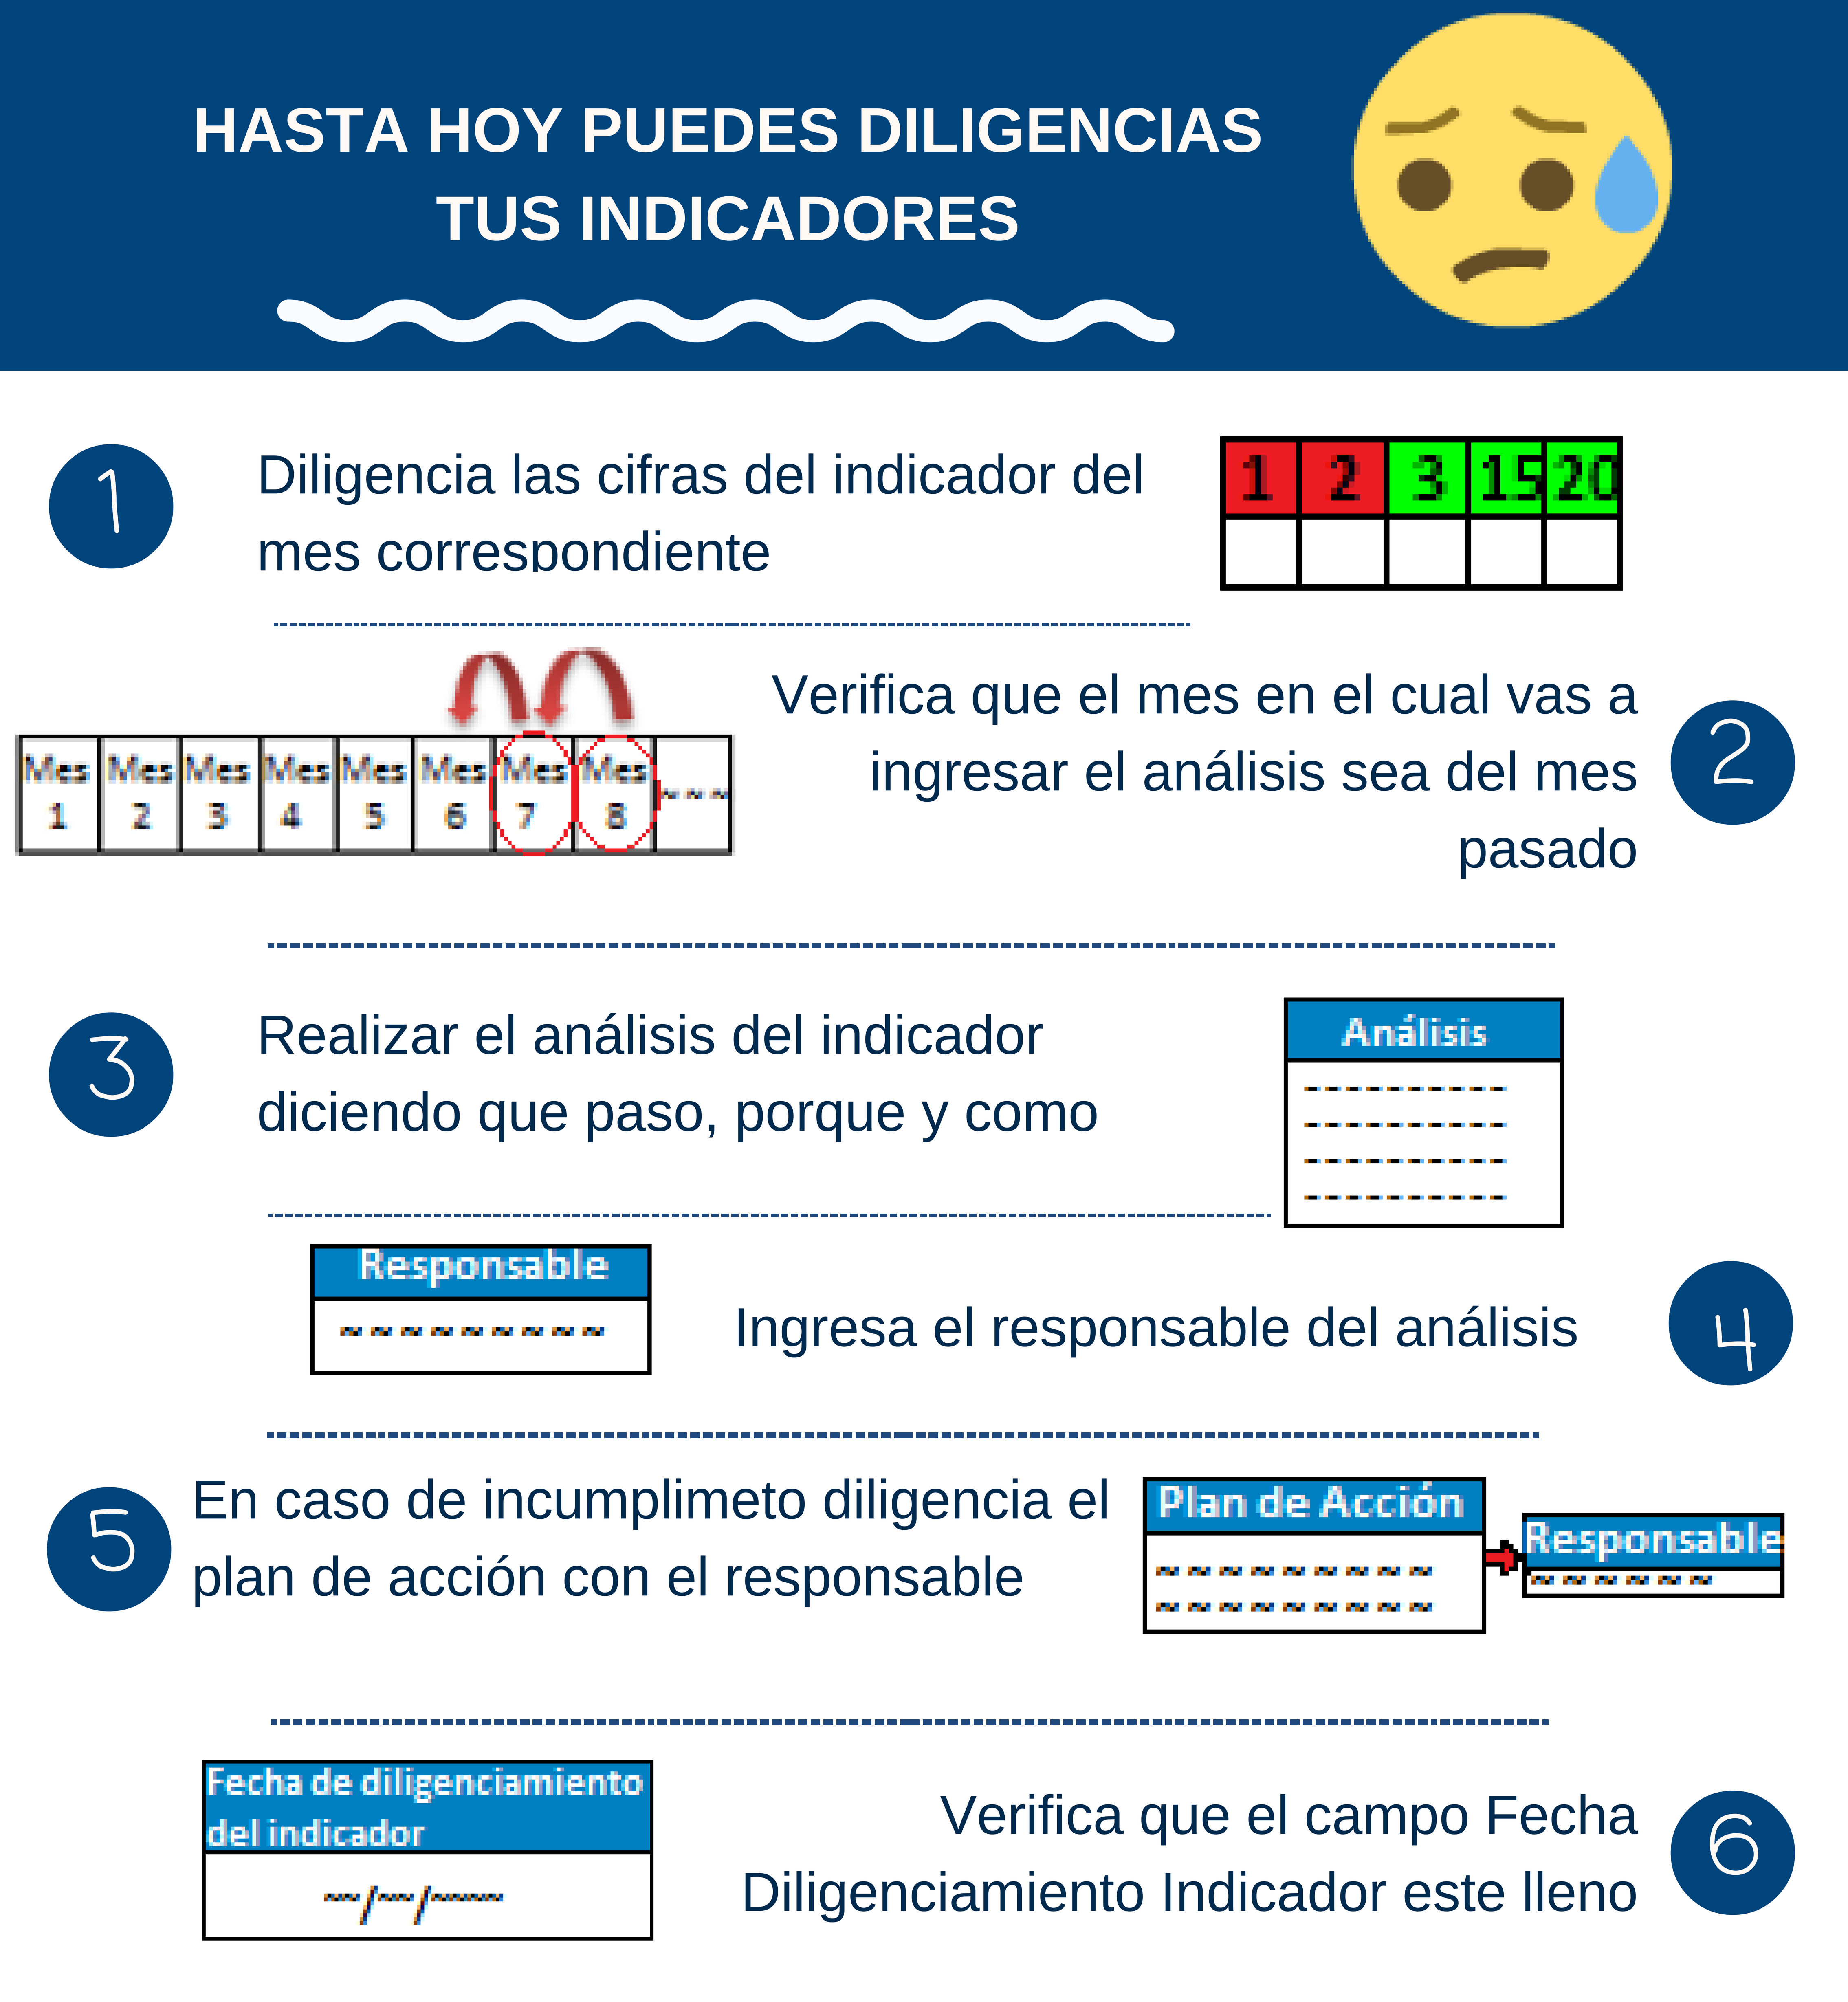 HASTA HOY PUEDES DILIGENCIAS
TUS INDICADORES
1
Diligencia las cifras del indicador del
mes correspondiente
1 2 3 15 20
Mes Mes Mes Mes Mes Mes Mes Mes
1 2 3 4 5 6 7 8 ~~~
Verifica que el mes en el cual vas a
ingresar el análisis sea del mes
pasado
2
3
Realizar el análisis del indicador
diciendo que paso, porque y como
Análisis
----------
----------
----------
----------
Responsable
~~~~~~~~~
Ingresa el responsable del análisis
4
5
En caso de incumplimeto diligencia el
plan de acción con el responsable
Plan de Acción
~~~~~~~~~
~~~~~~~~~
Responsable
~~~~~~
Fecha de diligenciamiento
del indicador
~~/~~/~~~~
Verifica que el campo Fecha
Diligenciamiento Indicador este lleno
6